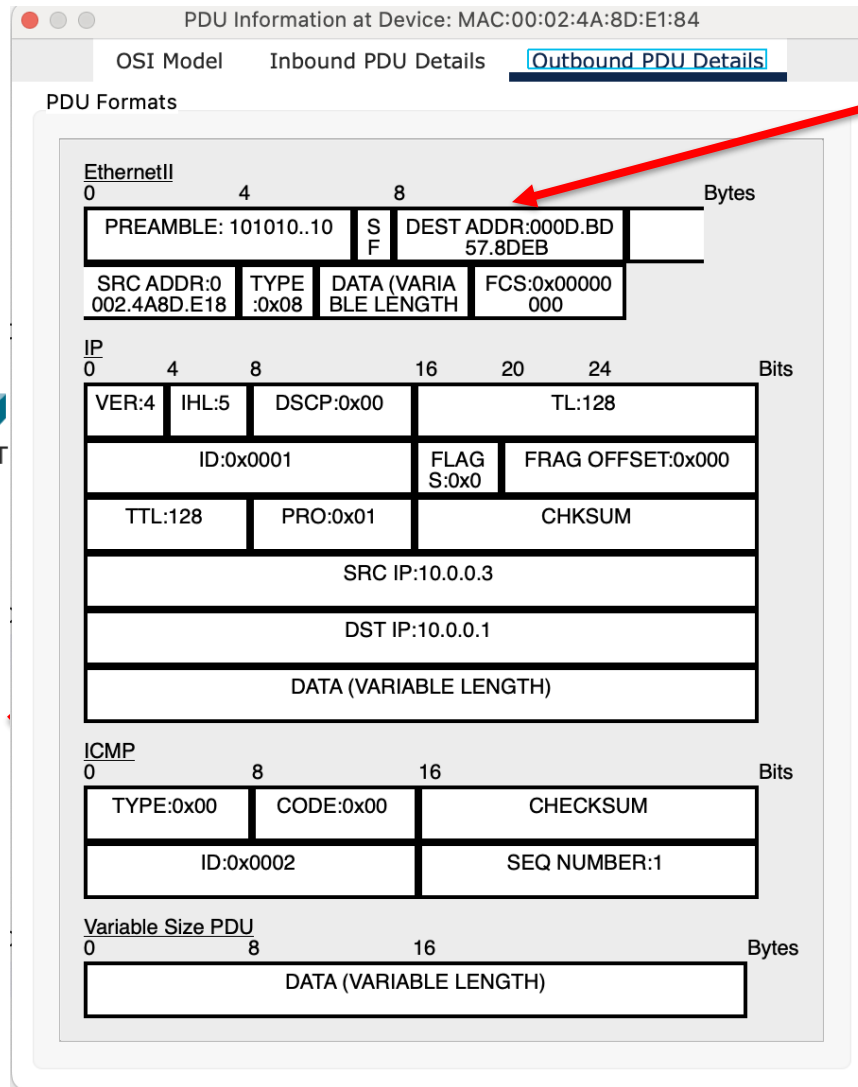 PDU Information at Device: MAC:00:02:4A:8D:E1:84
OSI Model Inbound PDU Details Outbound PDU Details
PDU Formats
EthernetII
0 4 8 Bytes
PREAMBLE: 101010..10 SF DEST ADDR:000D.BD
57.8DEB
SRC ADDR:0 TYPE DATA (VARIA FCS:0x00000
002.4A8D.E18 :0x08 BLE LENGTH 000
IP
0 4 8 16 20 24 Bits
VER:4 IHL:5 DSCP:0x00 TL:128
ID:0x0001 FLAG FRAG OFFSET:0x000
S:0x0
TTL:128 PRO:0x01 CHKSUM
SRC IP:10.0.0.3
DST IP:10.0.0.1
DATA (VARIABLE LENGTH)
ICMP
0 8 16 Bits
TYPE:0x00 CODE:0x00 CHECKSUM
ID:0x0002 SEQ NUMBER:1
Variable Size PDU
0 8 16 Bytes
DATA (VARIABLE LENGTH)